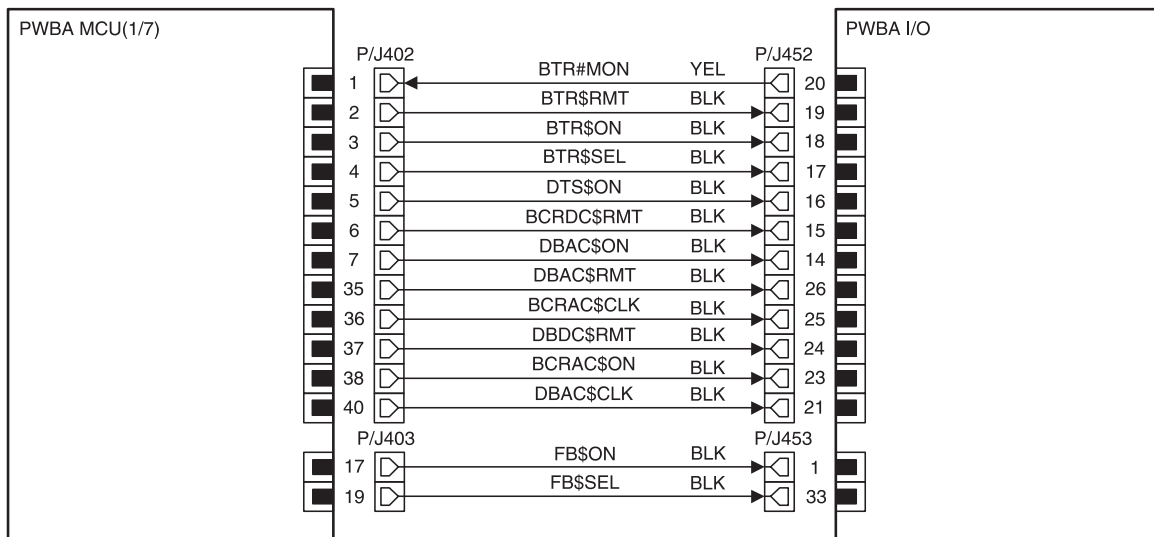 PWBA MCU(1/7) PWBA I/O
P/J402 P/J452
1 BTR#MON YEL 20
2 BTR$RMT BLK 19
3 BTR$ON BLK 18
4 BTR$SEL BLK 17
5 DTS$ON BLK 16
6 BCRDC$RMT BLK 15
7 DBAC$ON BLK 14
35 DBAC$RMT BLK 26
36 BCRAC$CLK BLK 25
37 DBDC$RMT BLK 24
38 BCRAC$ON BLK 23
40 DBAC$CLK BLK 21
P/J403 P/J453
17 FB$ON BLK 1
19 FB$SEL BLK 33